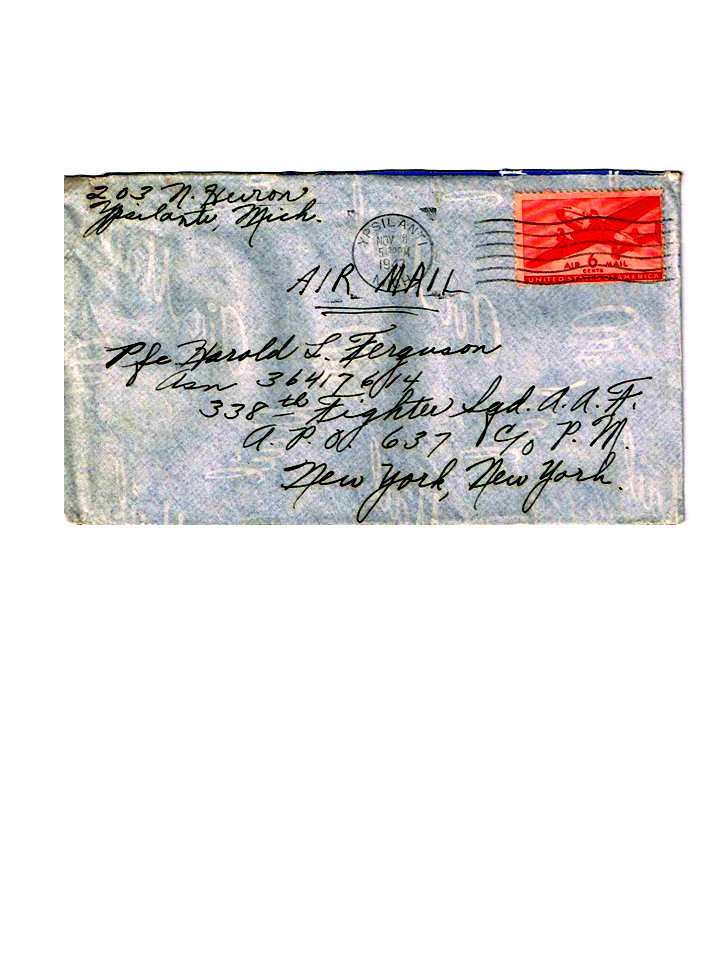 203 N. Huron
Ypsilanti, Mich.
YPSILANTI
NOV
5:30 PM
194
AIR MAIL
AIR 6 MAIL
CENTS
UNITED STATES OF AMERICA
Pfc. Harold L. Ferguson
Asn 36417614
338th Fighter Sqd. A.A.F.
A.P.O. 637 C/o P.M.
New York, New York.